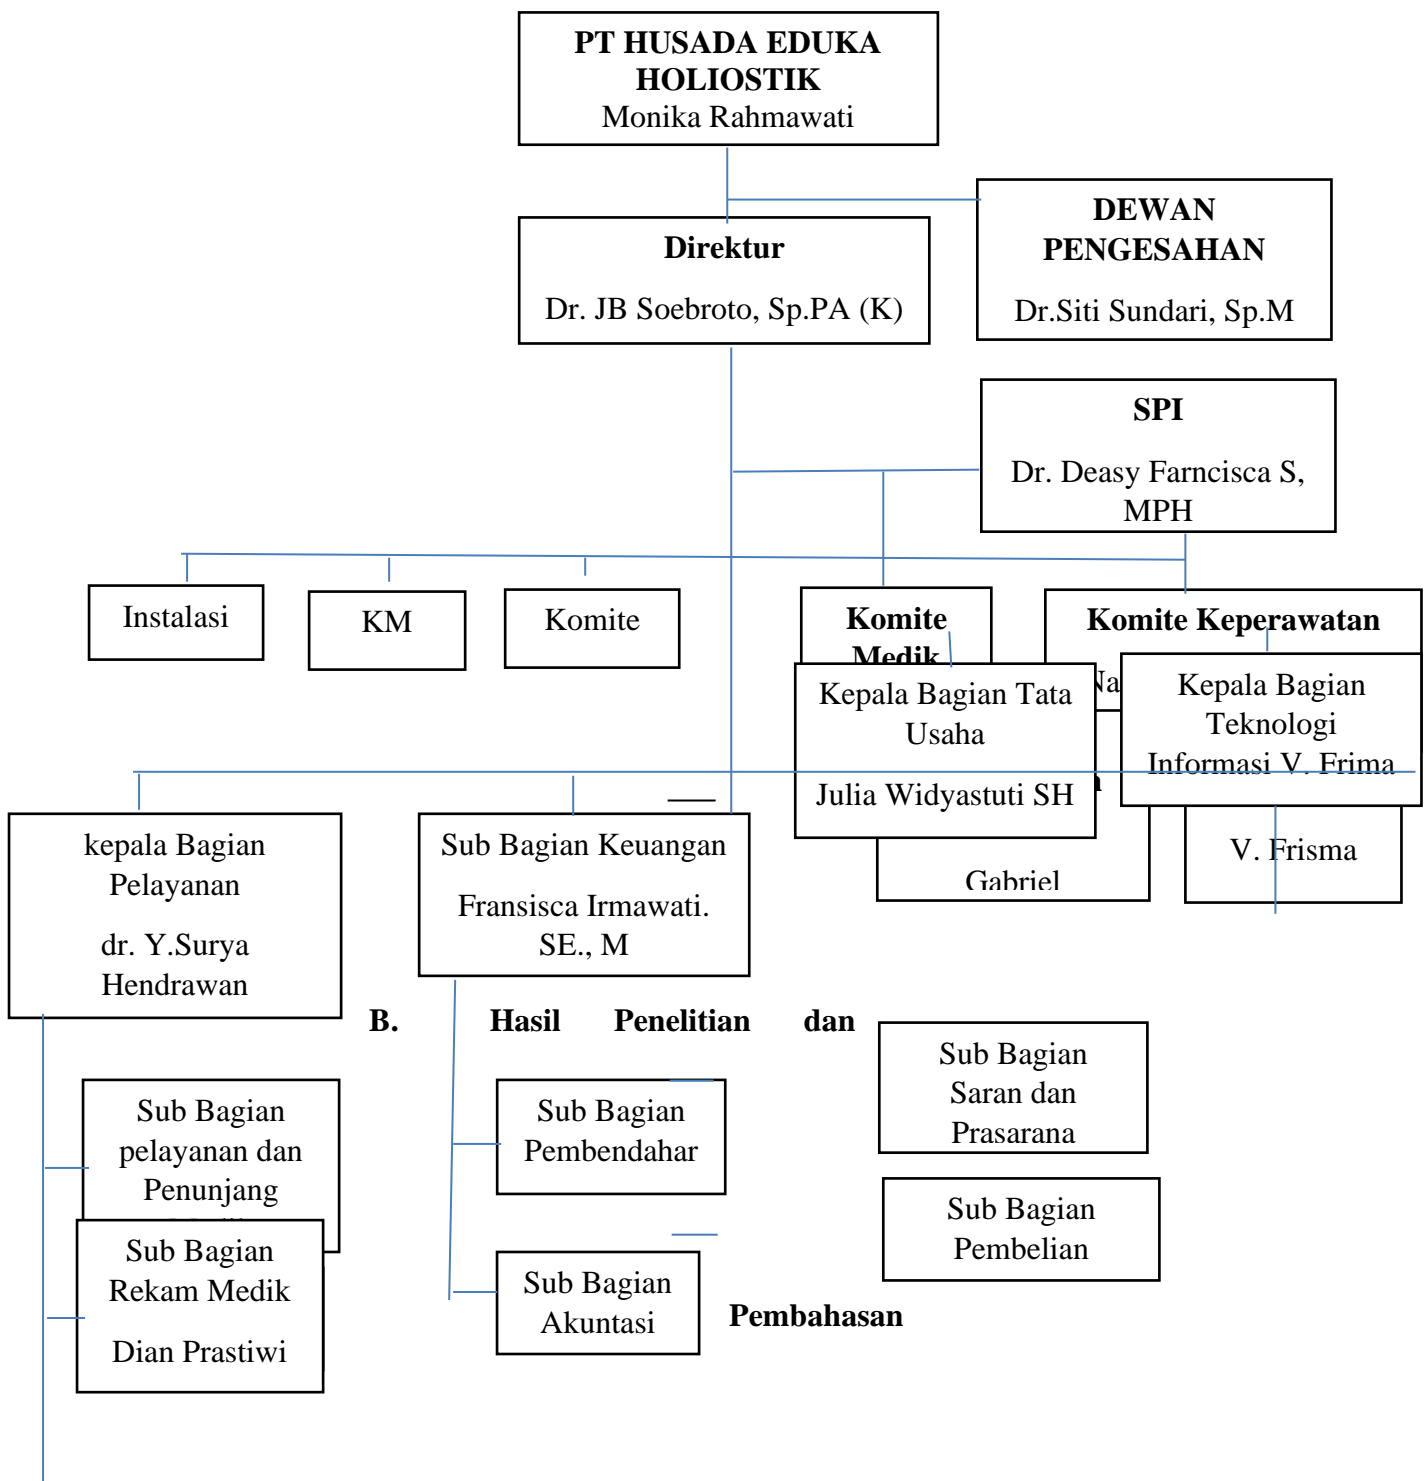 PT HUSADA EDUKA
HOLIOSTIK
Monika Rahmawati
DEWAN
PENGESAHAN
Dr.Siti Sundari, Sp.M
Direktur
Dr. JB Soebroto, Sp.PA (K)
SPI
Dr. Deasy Farncisca S,
MPH
Instalasi
KM
Komite
Komite
Medik
Komite Keperawatan
Na
Kepala Bagian Tata
Usaha
Julia Widyastuti SH
Kepala Bagian
Teknologi
Informasi V. Frima
Gabriel
V. Frisma
kepala Bagian
Pelayanan
dr. Y.Surya
Hendrawan
Sub Bagian Keuangan
Fransisca Irmawati.
SE., M
B. Hasil Penelitian dan
Sub Bagian
Saran dan
Prasarana
Sub Bagian
pelayanan dan
Penunjang
Sub Bagian
Pembendahar
Sub Bagian
Pembelian
Sub Bagian
Rekam Medik
Dian Prastiwi
Sub Bagian
Akuntasi
Pembahasan